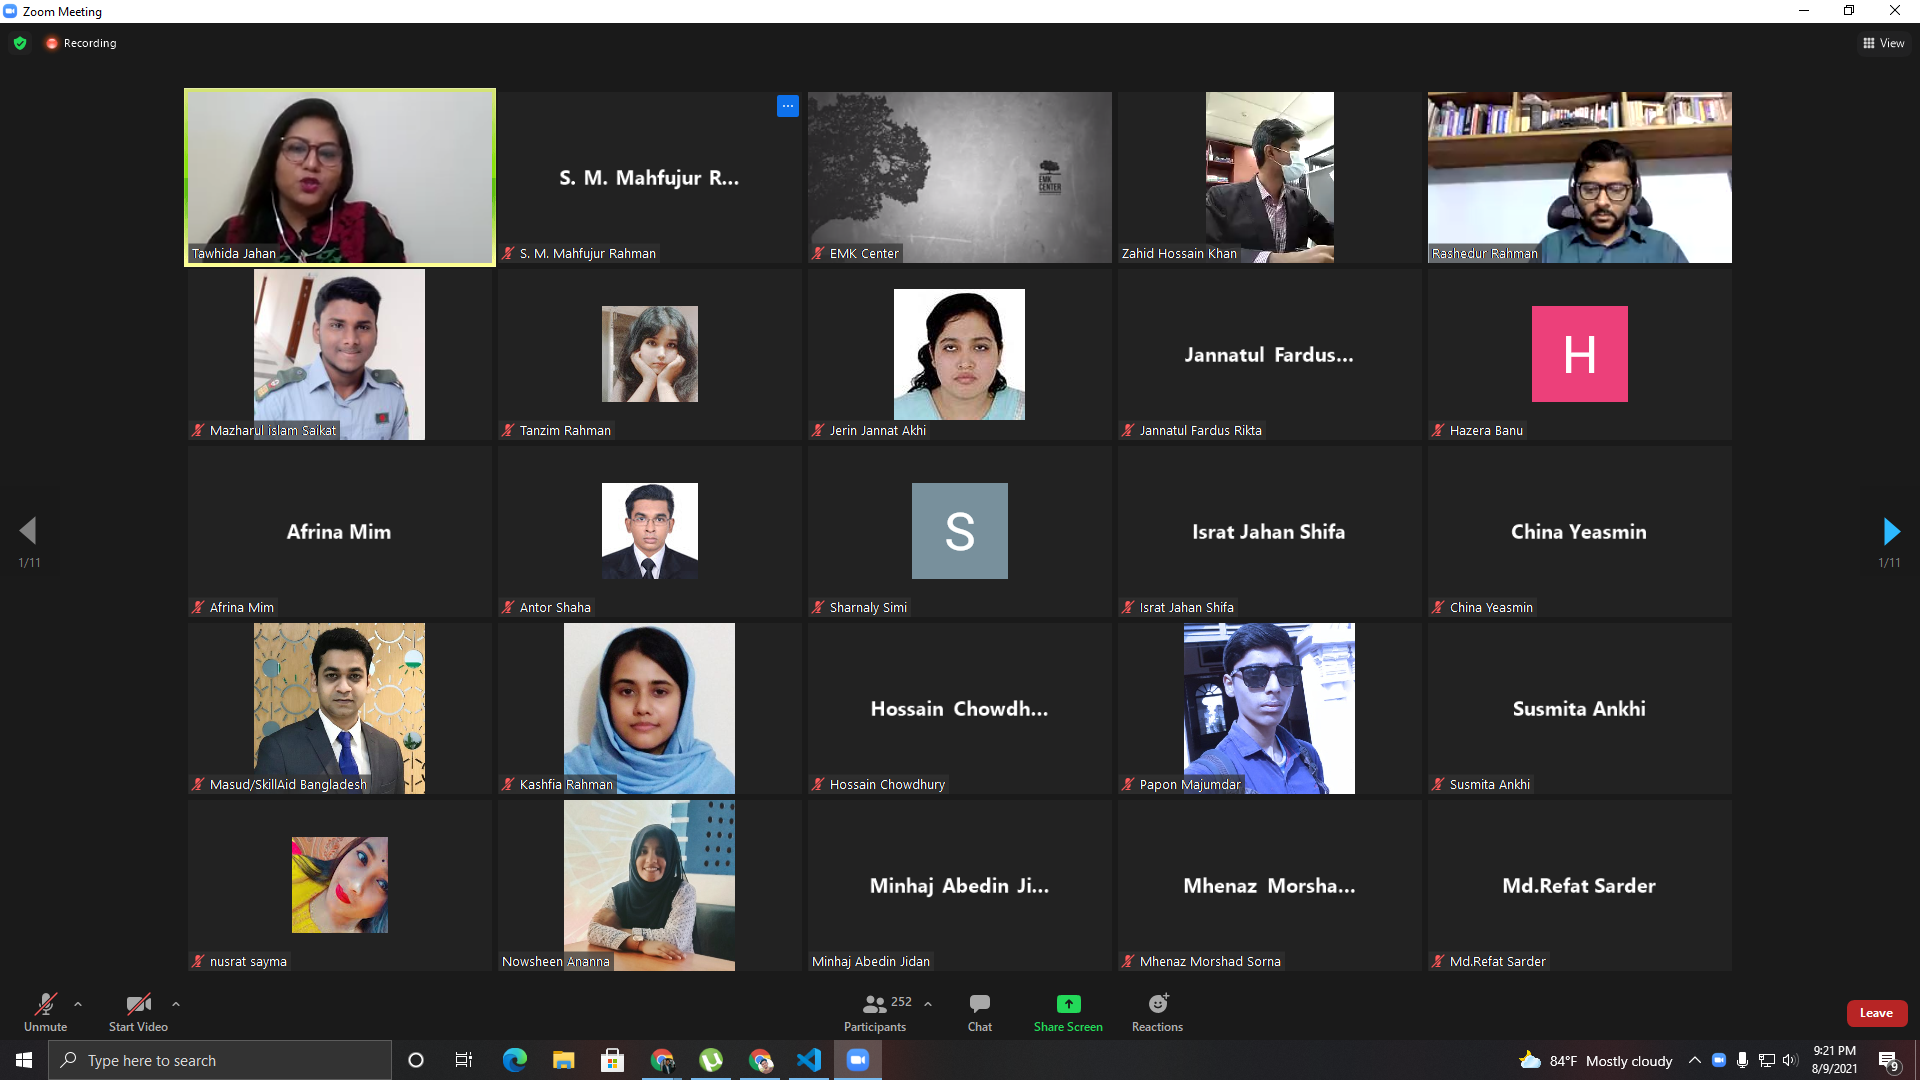 Zoom Meeting
Recording
View
Tawhida Jahan
S. M. Mahfujur R...
S. M. Mahfujur Rahman
EMK
CENTER
EMK Center
Zahid Hossain Khan
Rashedur Rahman
Mazharul islam Saikat
Tanzim Rahman
Jerin Jannat Akhi
Jannatul Fardus...
Jannatul Fardus Rikta
H
Hazera Banu
Afrina Mim
Afrina Mim
Antor Shaha
S
Sharnaly Simi
Israt Jahan Shifa
Israt Jahan Shifa
China Yeasmin
China Yeasmin
1/11
1/11
Masud/SkillAid Bangladesh
Kashfia Rahman
Hossain Chowdh...
Hossain Chowdhury
Papon Majumdar
Susmita Ankhi
Susmita Ankhi
nusrat sayma
Nowsheen Ananna
Minhaj Abedin Ji...
Minhaj Abedin Jidan
Mhenaz Morsha...
Mhenaz Morshad Sorna
Md.Refat Sarder
Md.Refat Sarder
Unmute
Start Video
252
Participants
Chat
Share Screen
Reactions
Leave
Type here to search
84°F Mostly cloudy
9:21 PM
8/9/2021
9